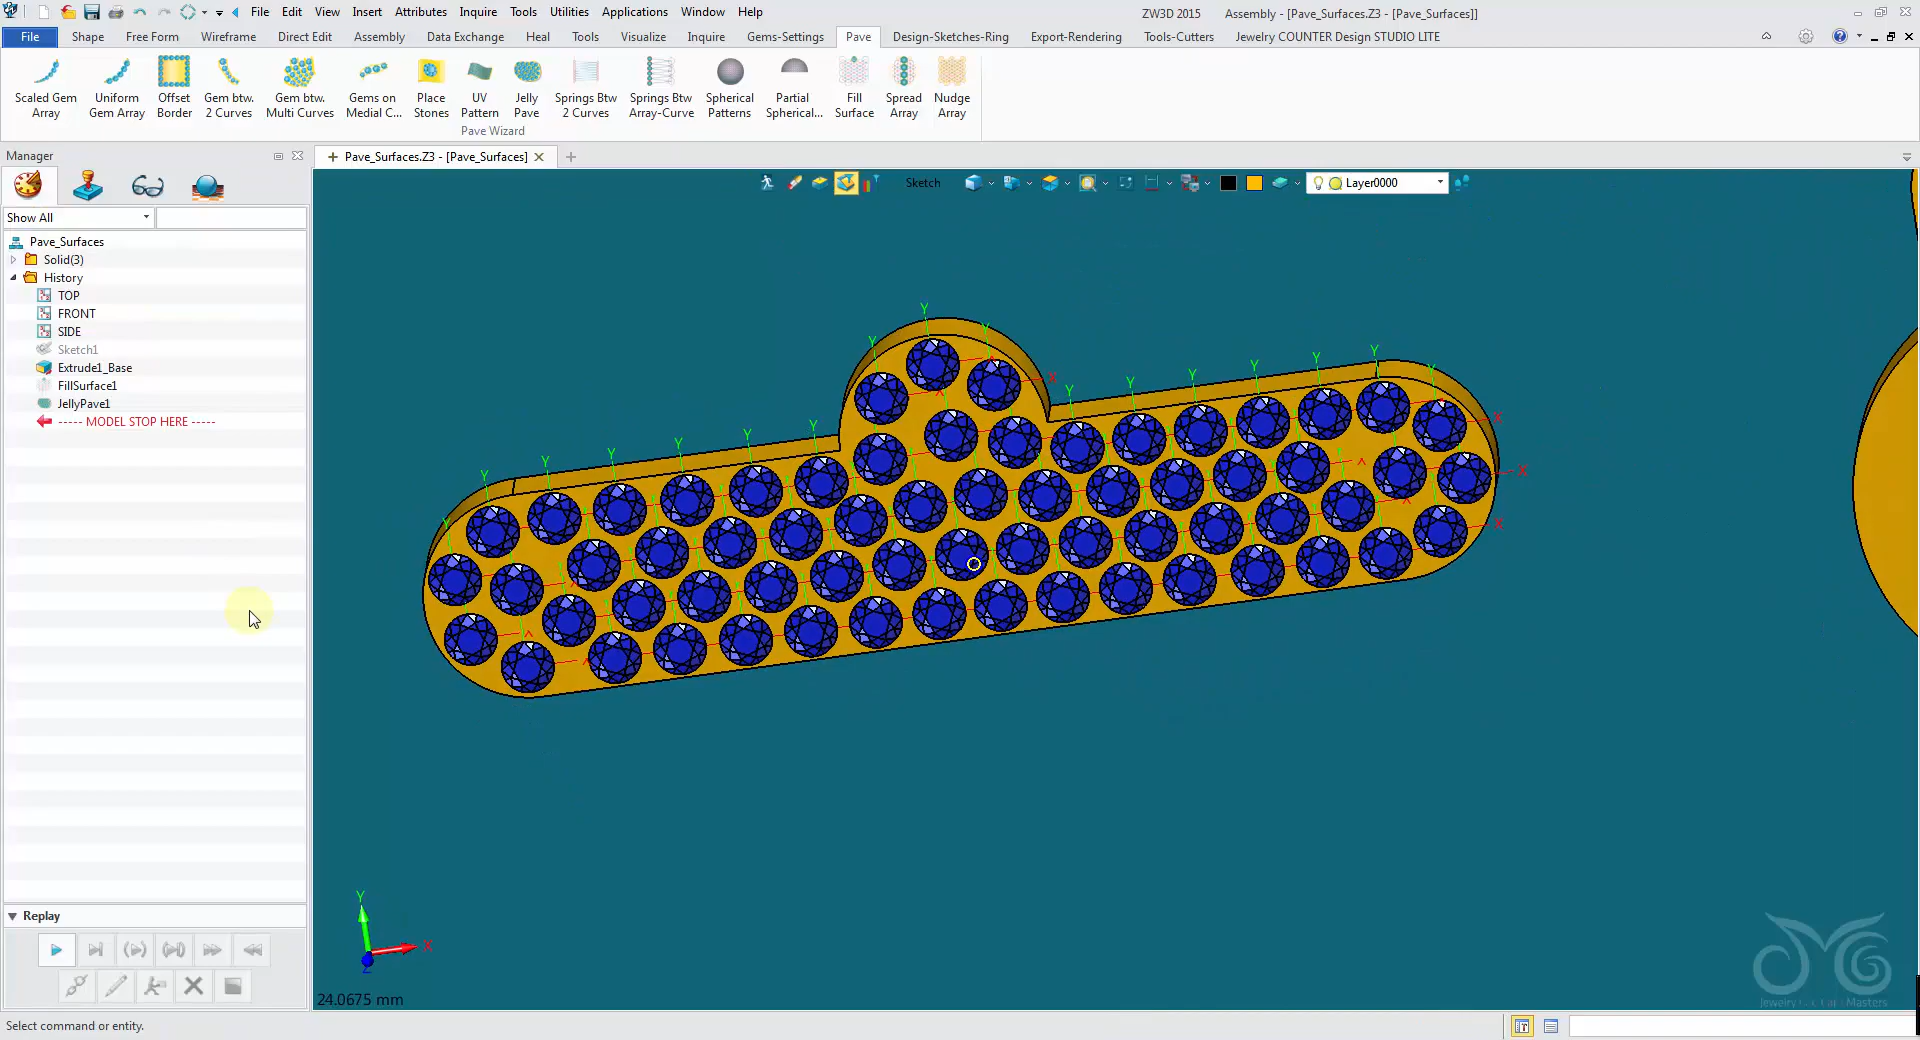 File Edit View Insert Attributes Inquire Tools Utilities Applications Window Help ZW3D 2015 Assembly - [Pave_Surfaces.Z3 - [Pave_Surfaces]]
File Shape Free Form Wireframe Direct Edit Assembly Data Exchange Heal Tools Visualize Inquire Gems-Settings Pave Design-Sketches-Ring Export-Rendering Tools-Cutters Jewelry COUNTER Design STUDIO LITE
Scaled Gem Array
Uniform Gem Array
Offset Border
Gem btw. 2 Curves
Gem btw. Multi Curves
Gems on Medial C...
Place Stones
UV Pattern
Jelly Pave
Springs Btw 2 Curves
Springs Btw Array-Curve
Spherical Patterns
Partial Spherical...
Fill Surface
Spread Array
Nudge Array
Pave Wizard
Manager
Pave_Surfaces.Z3 - [Pave_Surfaces]
Sketch
Layer0000
Show All
Pave_Surfaces
Solid(3)
History
TOP
FRONT
SIDE
Sketch1
Extrude1_Base
FillSurface1
JellyPave1
----- MODEL STOP HERE -----
Replay
Y
X
Z
24.0675 mm
Select command or entity.